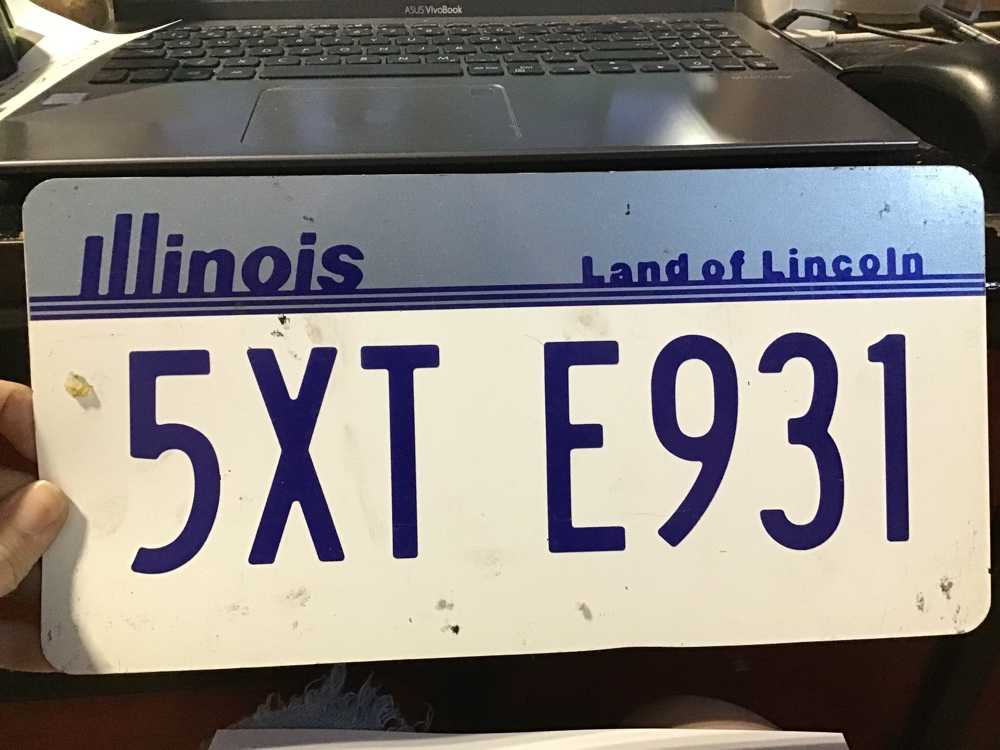 ASUS VivoBook
Illinois
Land of Lincoln
5XT E931